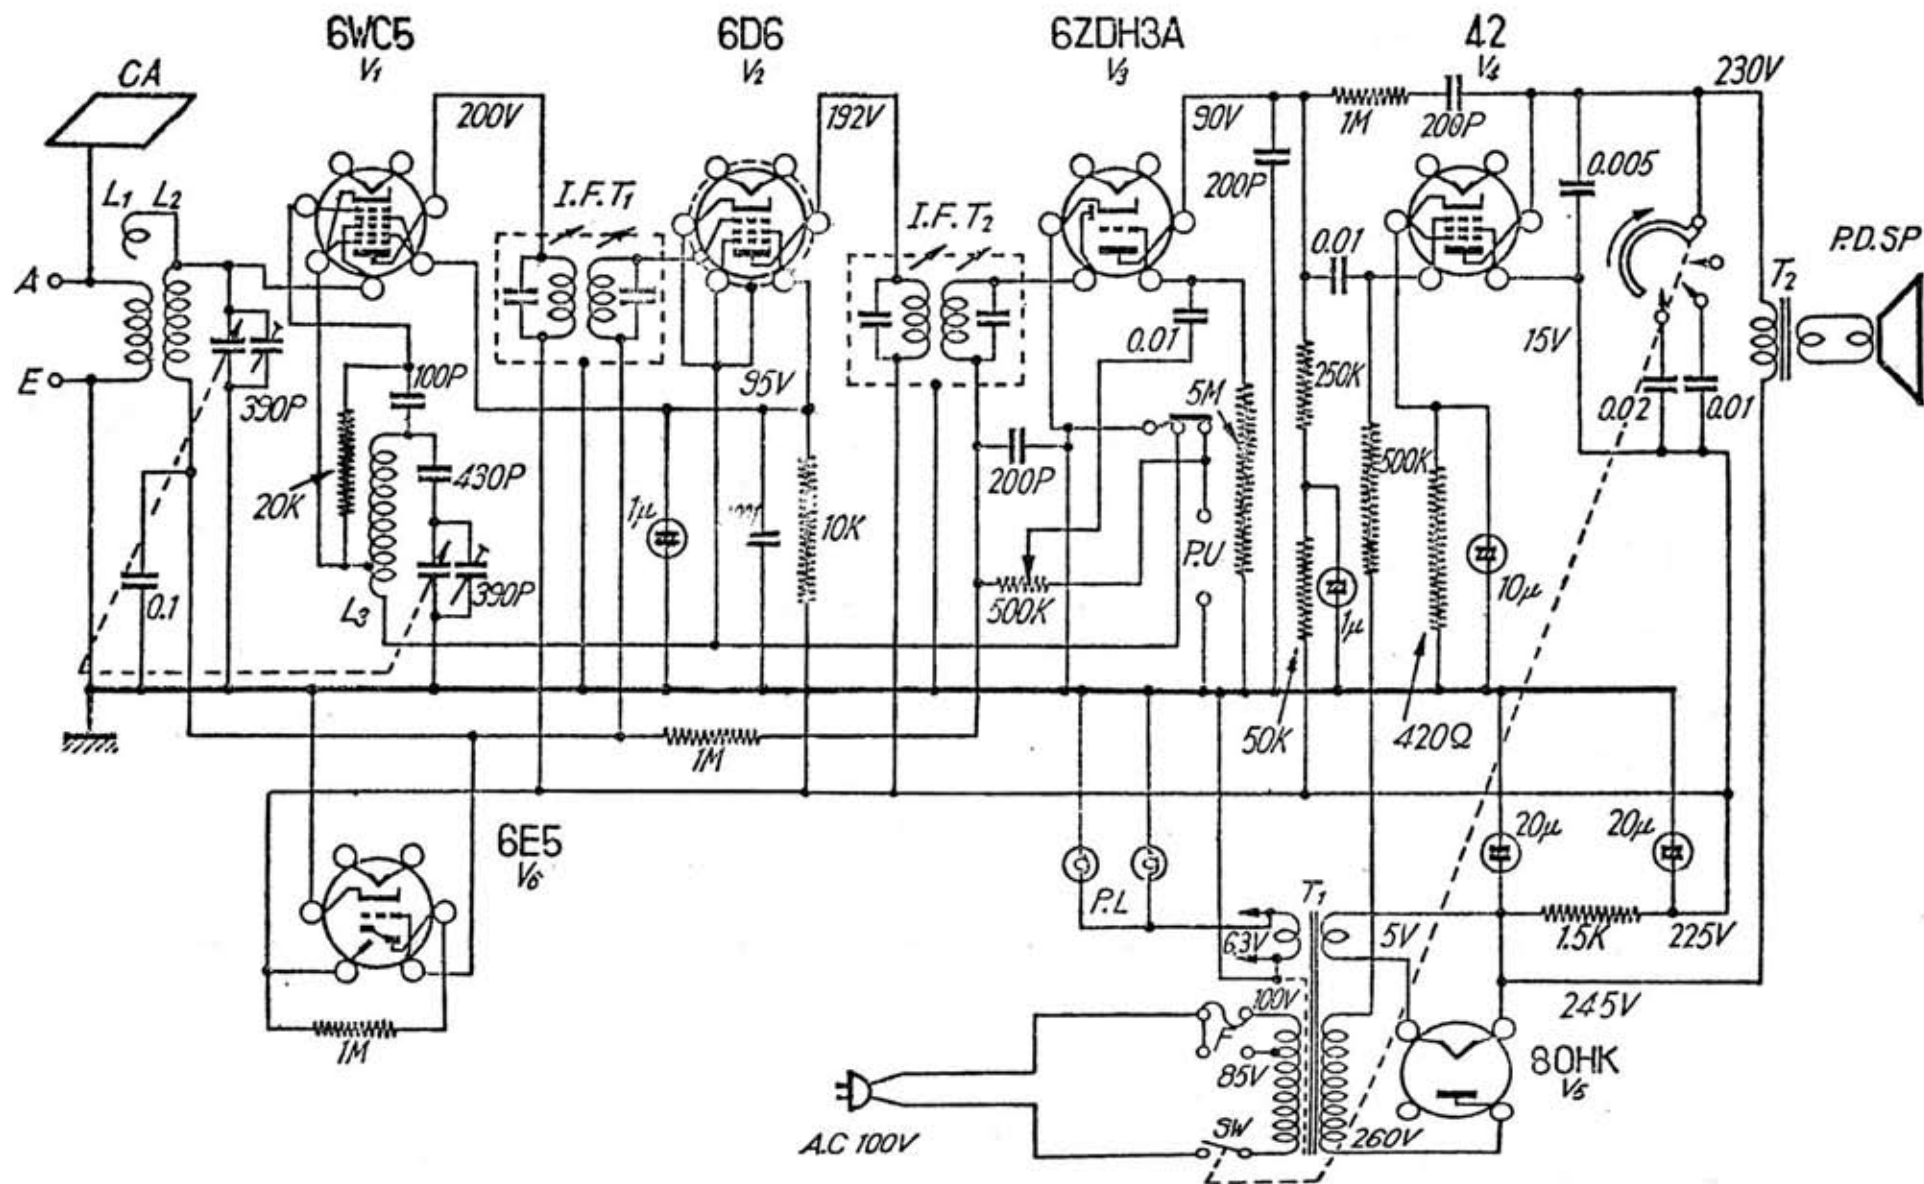 6WC5
V1
6D6
V2
6ZDH3A
V3
42
V4
CA
200V
192V
90V
1M
200P
230V
L1
L2
I.F.T1
I.F.T2
200P
0.005
P.D.SP
A
0.01
T2
E
390P
100P
95V
0.01
15V
250K
5M
0.02
0.01
430P
500K
20K
200P
1μ
10K
P.U
0.1
390P
L3
500K
1μ
10μ
50K
420Ω
1M
6E5
V6
20μ
20μ
P.L
T1
6.3V
5V
1.5K
225V
100V
245V
1M
F
85V
80HK
V5
SW
260V
A.C 100V